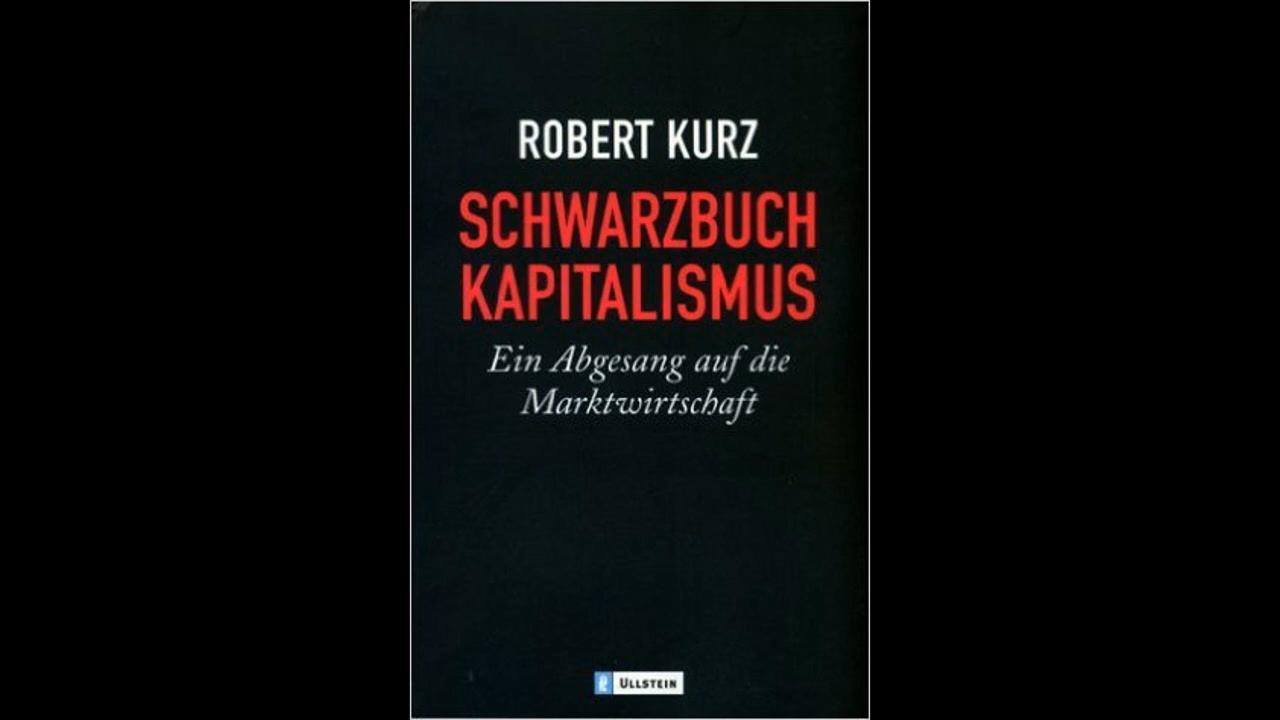 ROBERT KURZ
SCHWARZBUCH
KAPITALISMUS
Ein Abgesang auf die
Marktwirtschaft
ULLSTEIN